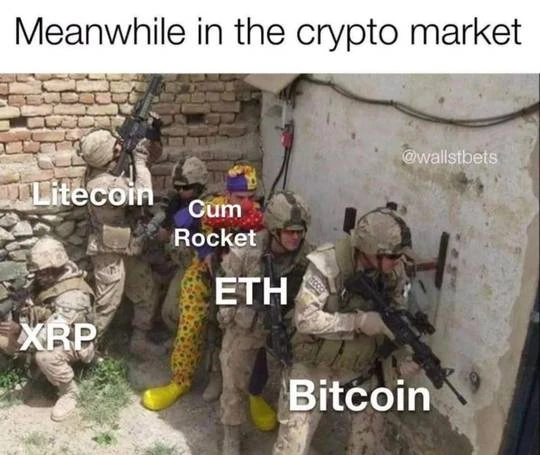 Meanwhile in the crypto market
@wallstbets
Litecoin
Cum
Rocket
ETH
XRP
Bitcoin